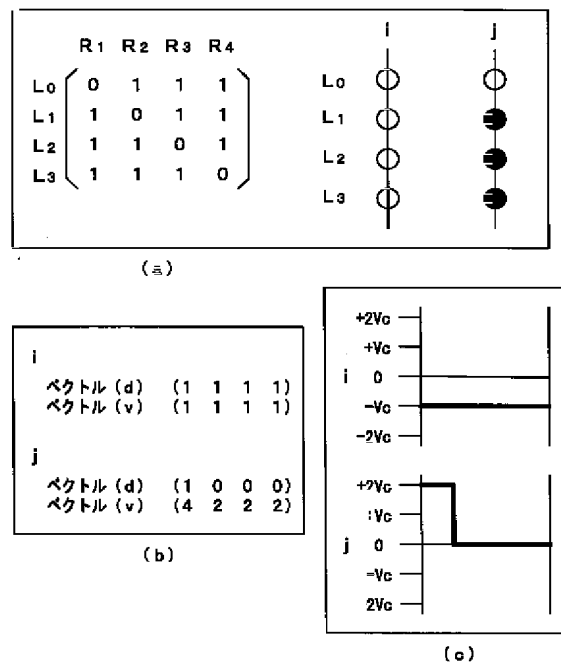 R1 R2 R3 R4
L0 0 1 1 1
L1 1 0 1 1
L2 1 1 0 1
L3 1 1 1 0
i j
L0
L1
L2
L3
(a)
i
ベクトル(d) (1 1 1 1)
ベクトル(v) (1 1 1 1)
j
ベクトル(d) (1 0 0 0)
ベクトル(v) (4 2 2 2)
(b)
+2Vc
+Vc
i 0
-Vc
-2Vc
+2Vc
+Vc
j 0
-Vc
2Vc
(c)